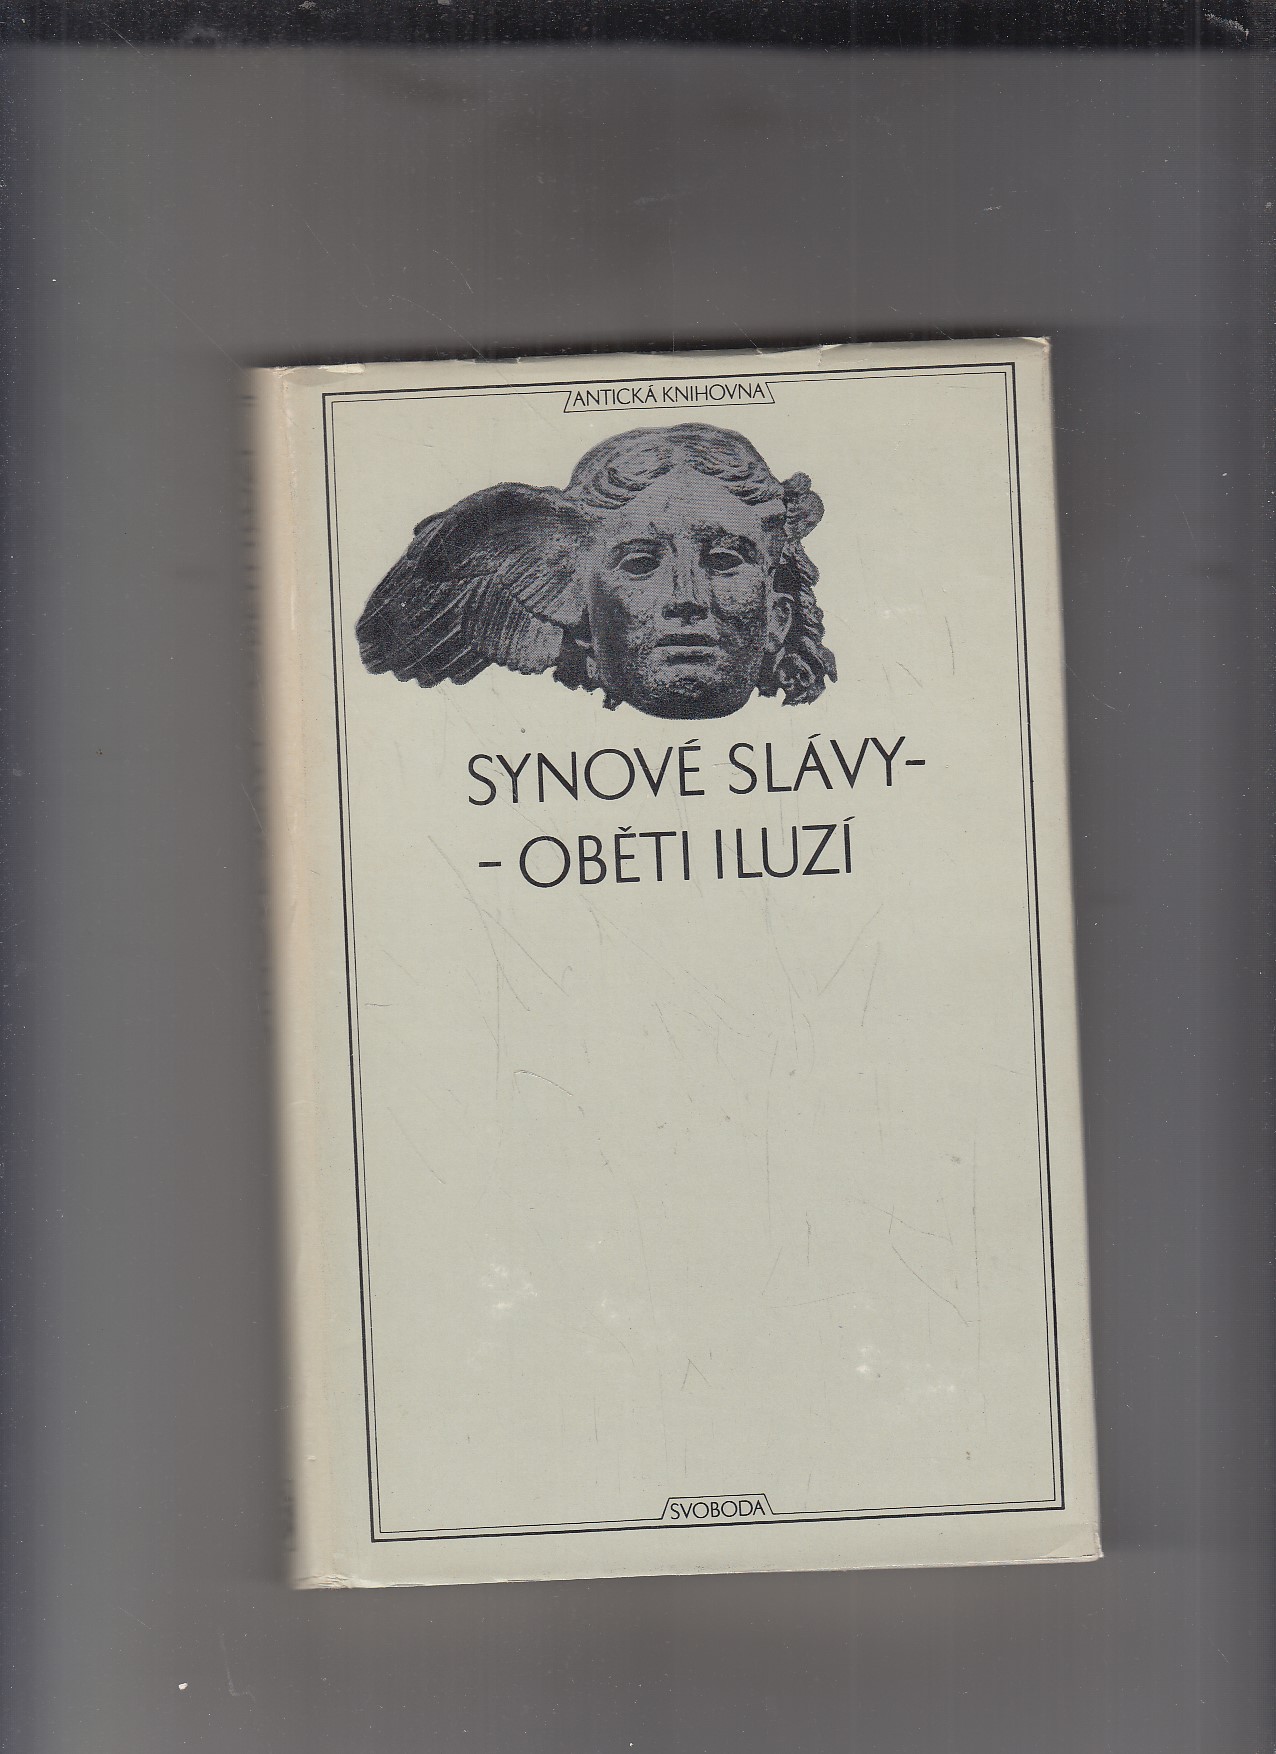 ANTICKÁ KNIHOVNA
SYNOVÉ SLÁVY-
- OBĚTI ILUZÍ
SVOBODA